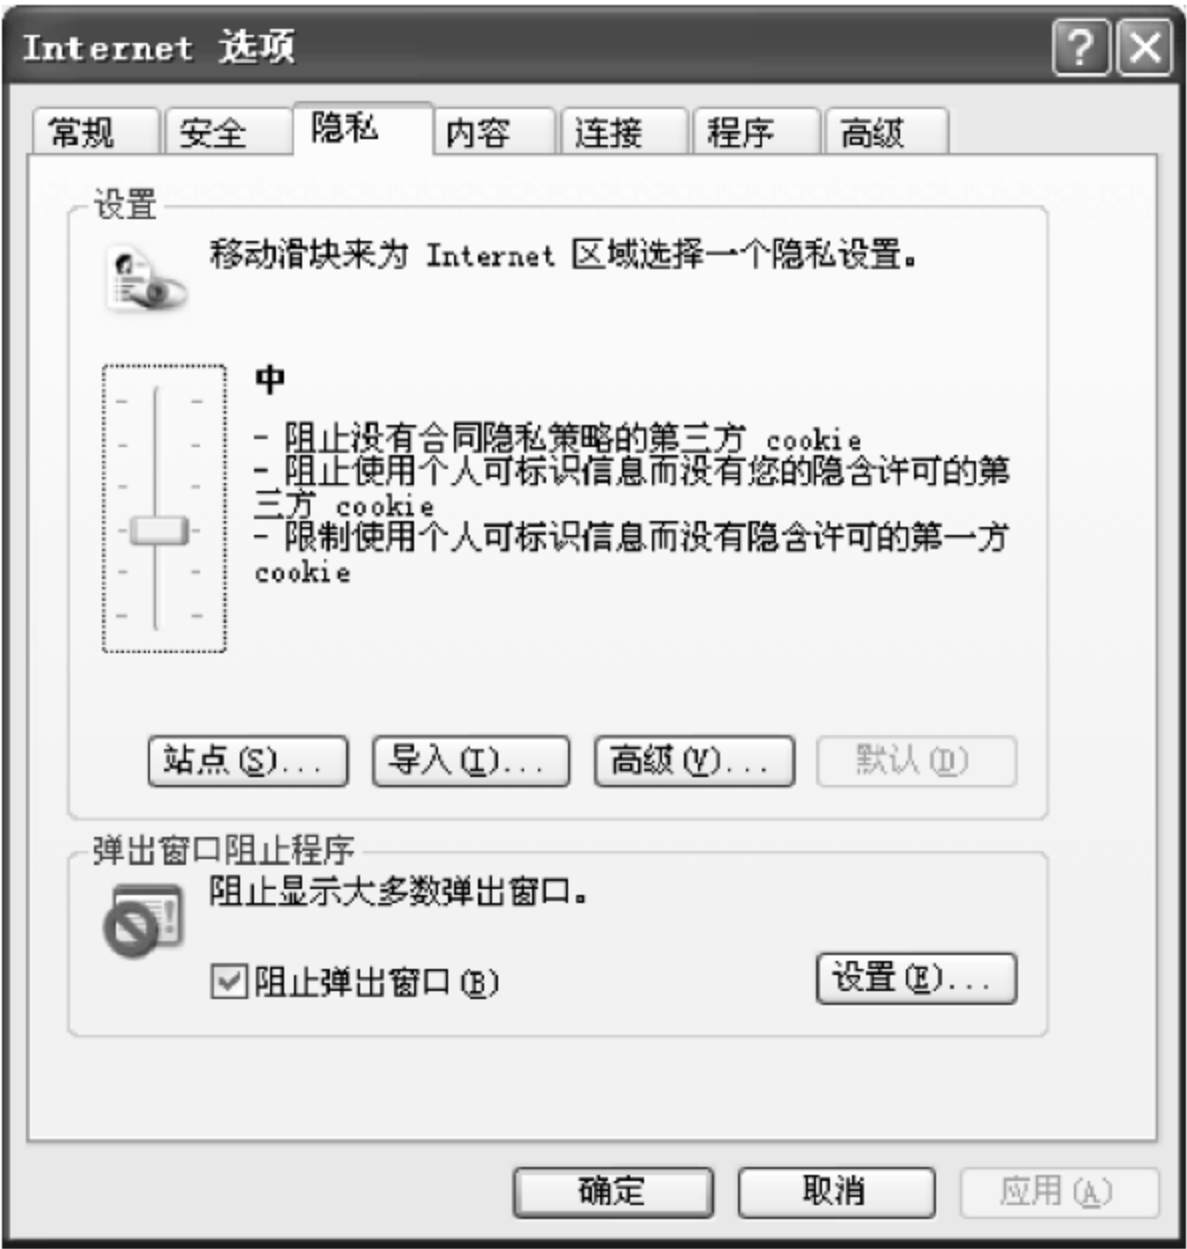 Internet 选项
常规 安全 隐私 内容 连接 程序 高级
设置
移动滑块来为 Internet 区域选择一个隐私设置。
中
- 阻止没有合同隐私策略的第三方 cookie
- 阻止使用个人可标识信息而没有您的隐含许可的第
三方 cookie
- 限制使用个人可标识信息而没有隐含许可的第一方
cookie
站点(S)... 导入(I)... 高级(V)... 默认(D)
弹出窗口阻止程序
阻止显示大多数弹出窗口。
阻止弹出窗口(B) 设置(E)...
确定 取消 应用(A)